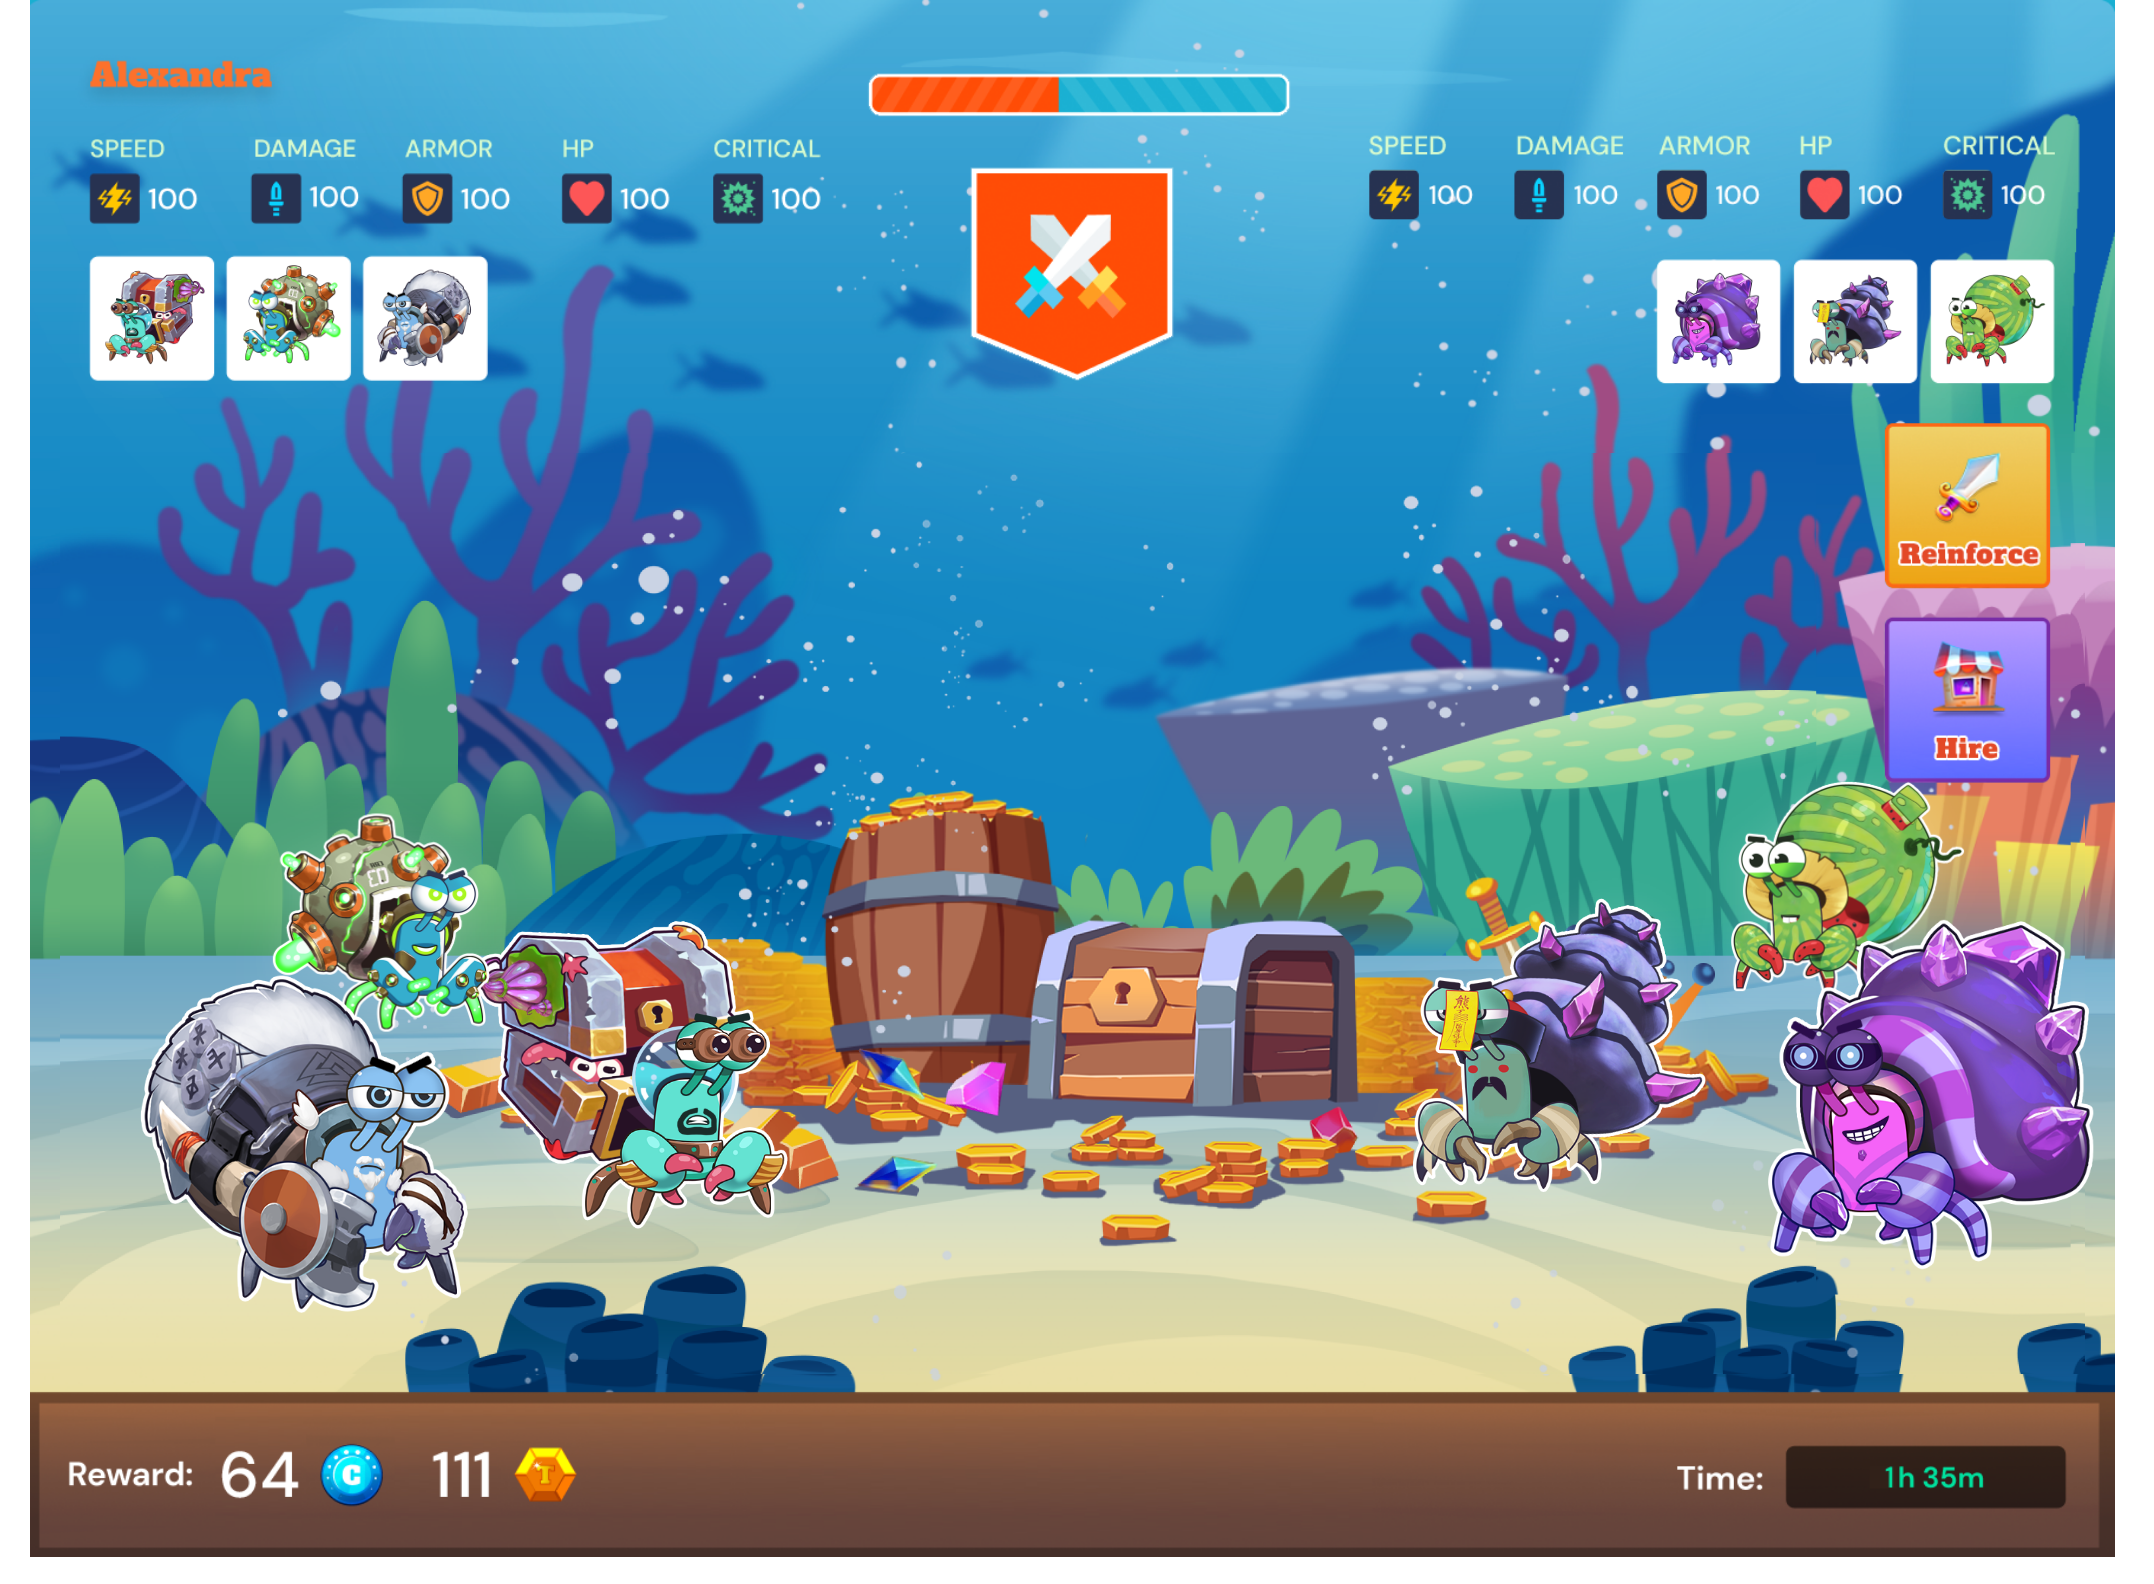 Alexandra
SPEED DAMAGE ARMOR HP CRITICAL
100 100 100 100 100
SPEED DAMAGE ARMOR HP CRITICAL
100 100 100 100 100
Reinforce
Hire
Reward: 64 C 111 T
Time: 1h 35m